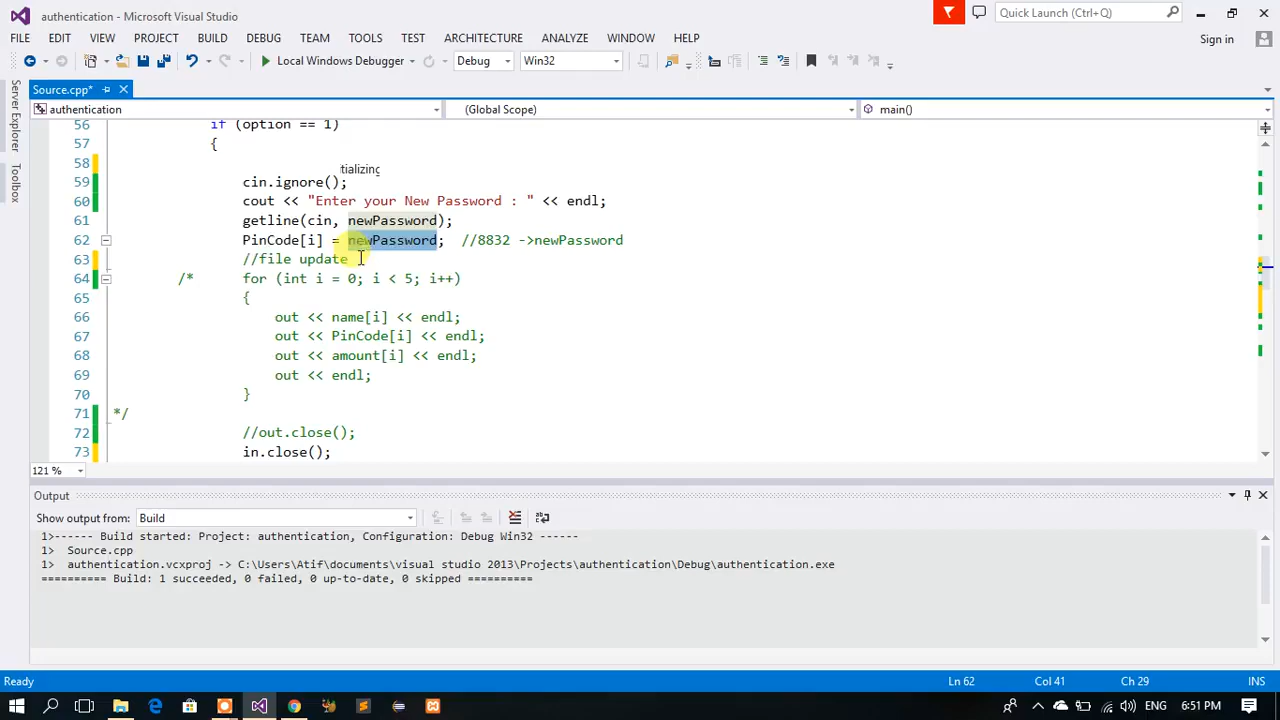 authentication - Microsoft Visual Studio
Quick Launch (Ctrl+Q)
FILE EDIT VIEW PROJECT BUILD DEBUG TEAM TOOLS TEST ARCHITECTURE ANALYZE WINDOW HELP
Sign in
Local Windows Debugger Debug Win32
Server Explorer
Toolbox
Source.cpp*
authentication (Global Scope) main()
56 if (option == 1)
57 {
58
tializing
59 cin.ignore();
60 cout << "Enter your New Password : " << endl;
61 getline(cin, newPassword);
62 PinCode[i] = newPassword; //8832 ->newPassword
63 //file update
64 /* for (int i = 0; i < 5; i++)
65 {
66 out << name[i] << endl;
67 out << PinCode[i] << endl;
68 out << amount[i] << endl;
69 out << endl;
70 }
71 */
72 //out.close();
73 in.close();
121 %
Output
Show output from: Build
1>------ Build started: Project: authentication, Configuration: Debug Win32 ------
1> Source.cpp
1> authentication.vcxproj -> C:\Users\Atif\documents\visual studio 2013\Projects\authentication\Debug\authentication.exe
========== Build: 1 succeeded, 0 failed, 0 up-to-date, 0 skipped ==========
Ready Ln 62 Col 41 Ch 29 INS
ENG 6:51 PM